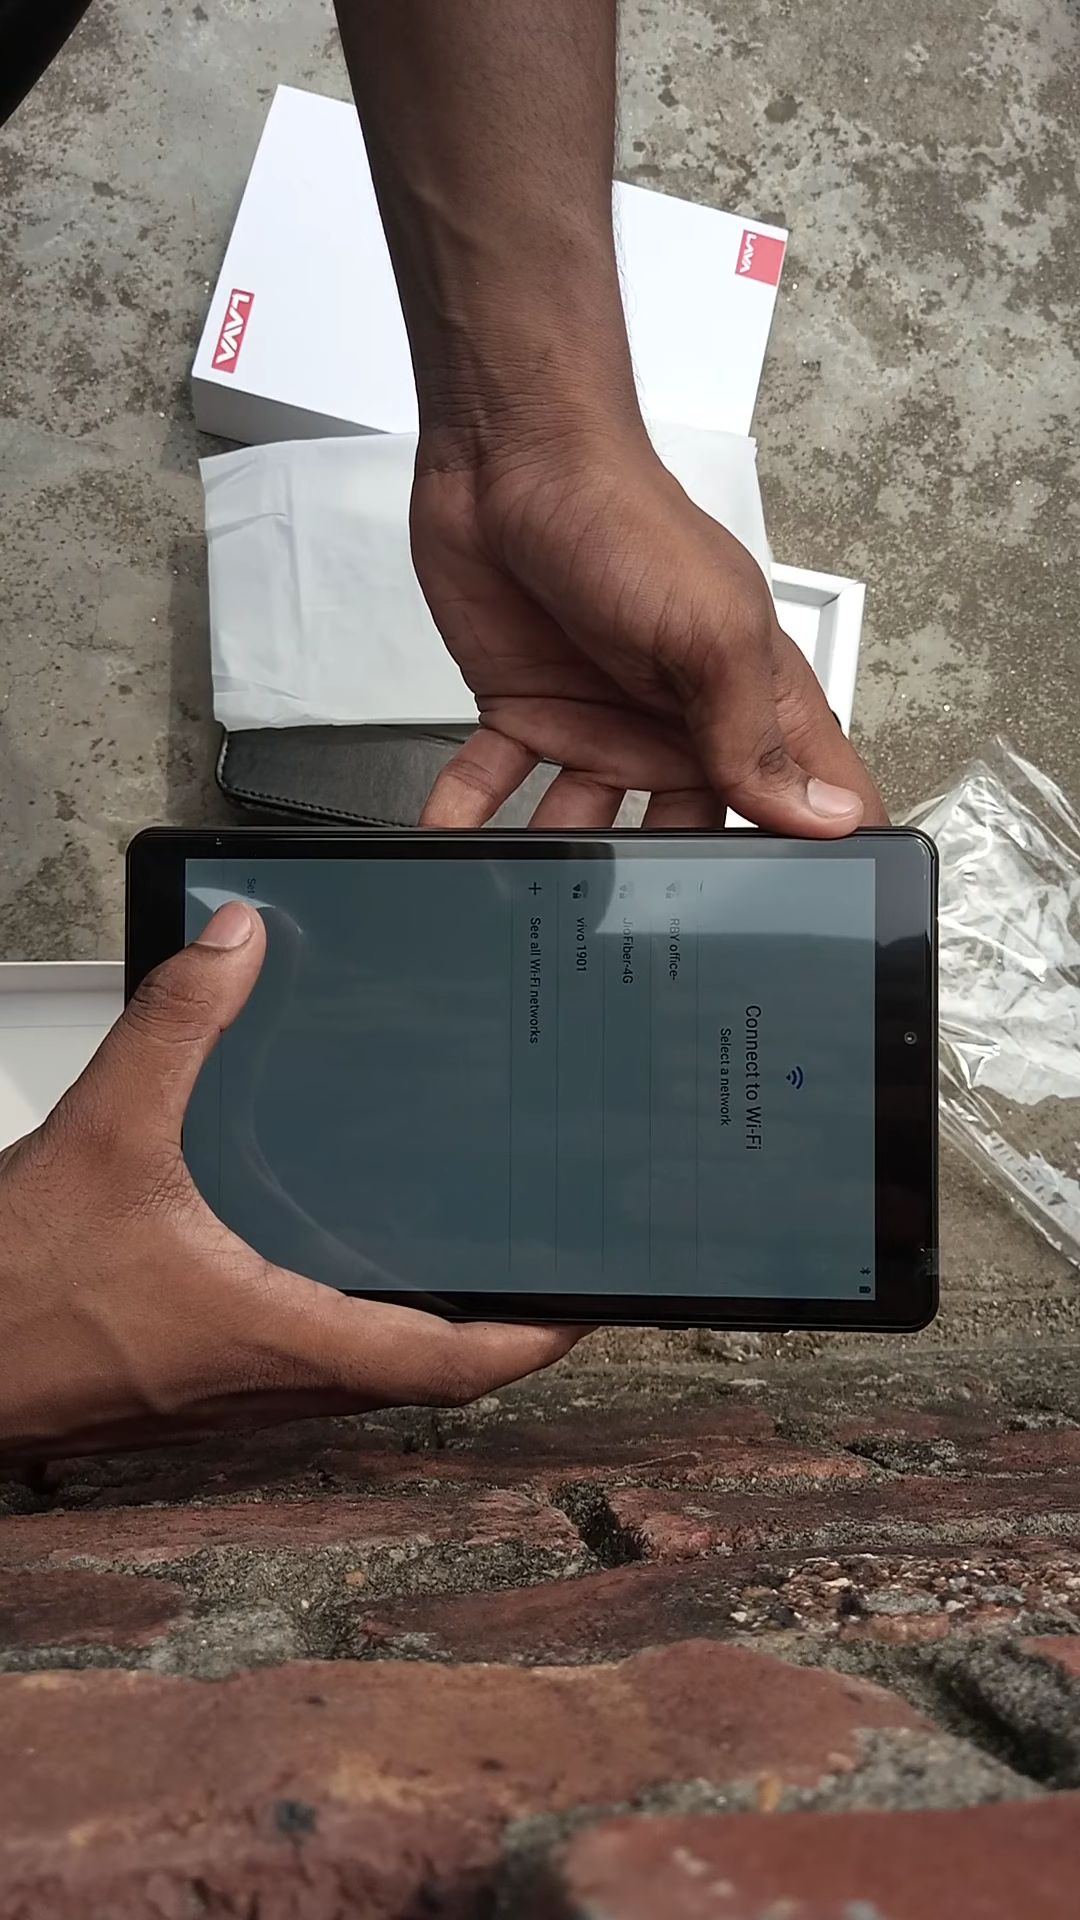 LAVA
LAVA
Connect to Wi-Fi
Select a network
RBY office-
JioFiber-4G
vivo 1901
+ See all Wi-Fi networks
Set